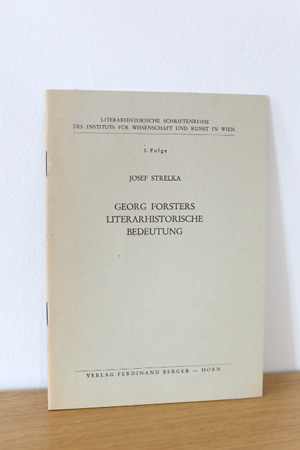 LITERARHISTORISCHE SCHRIFTENREIHE
DES INSTITUTS FÜR WISSENSCHAFT UND KUNST IN WIEN
1. Folge
JOSEF STRELKA
GEORG FORSTERS
LITERARHISTORISCHE
BEDEUTUNG
VERLAG FERDINAND BERGER — HORN